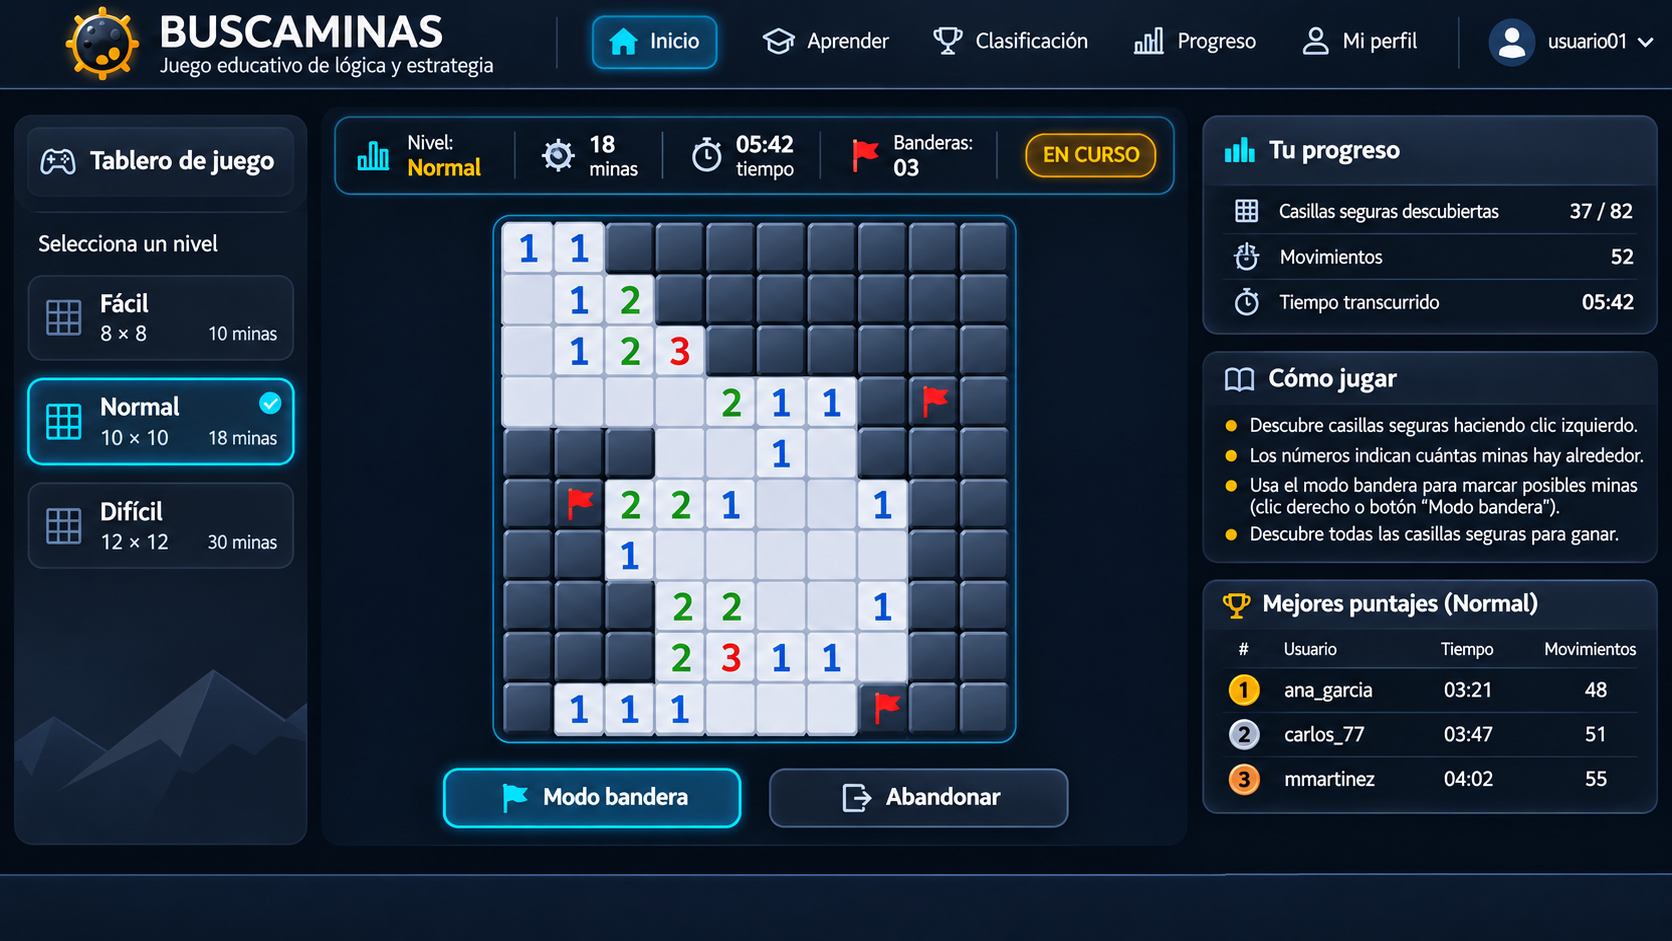 BUSCAMINAS
Juego educativo de lógica y estrategia
Inicio
Aprender
Clasificación
Progreso
Mi perfil
usuario01
Tablero de juego
Selecciona un nivel
Fácil
8 × 8 10 minas
Normal
10 × 10 18 minas
Difícil
12 × 12 30 minas
Nivel:
Normal
18
minas
05:42
tiempo
Banderas:
03
EN CURSO
1 1
1 2
1 2 3
2 1 1
1
2 2 1 1
1
2 2 1
2 3 1 1
1 1 1
Modo bandera
Abandonar
Tu progreso
Casillas seguras descubiertas 37 / 82
Movimientos 52
Tiempo transcurrido 05:42
Cómo jugar
Descubre casillas seguras haciendo clic izquierdo.
Los números indican cuántas minas hay alrededor.
Usa el modo bandera para marcar posibles minas
(clic derecho o botón “Modo bandera”).
Descubre todas las casillas seguras para ganar.
Mejores puntajes (Normal)
# Usuario Tiempo Movimientos
1 ana_garcia 03:21 48
2 carlos_77 03:47 51
3 mmartinez 04:02 55